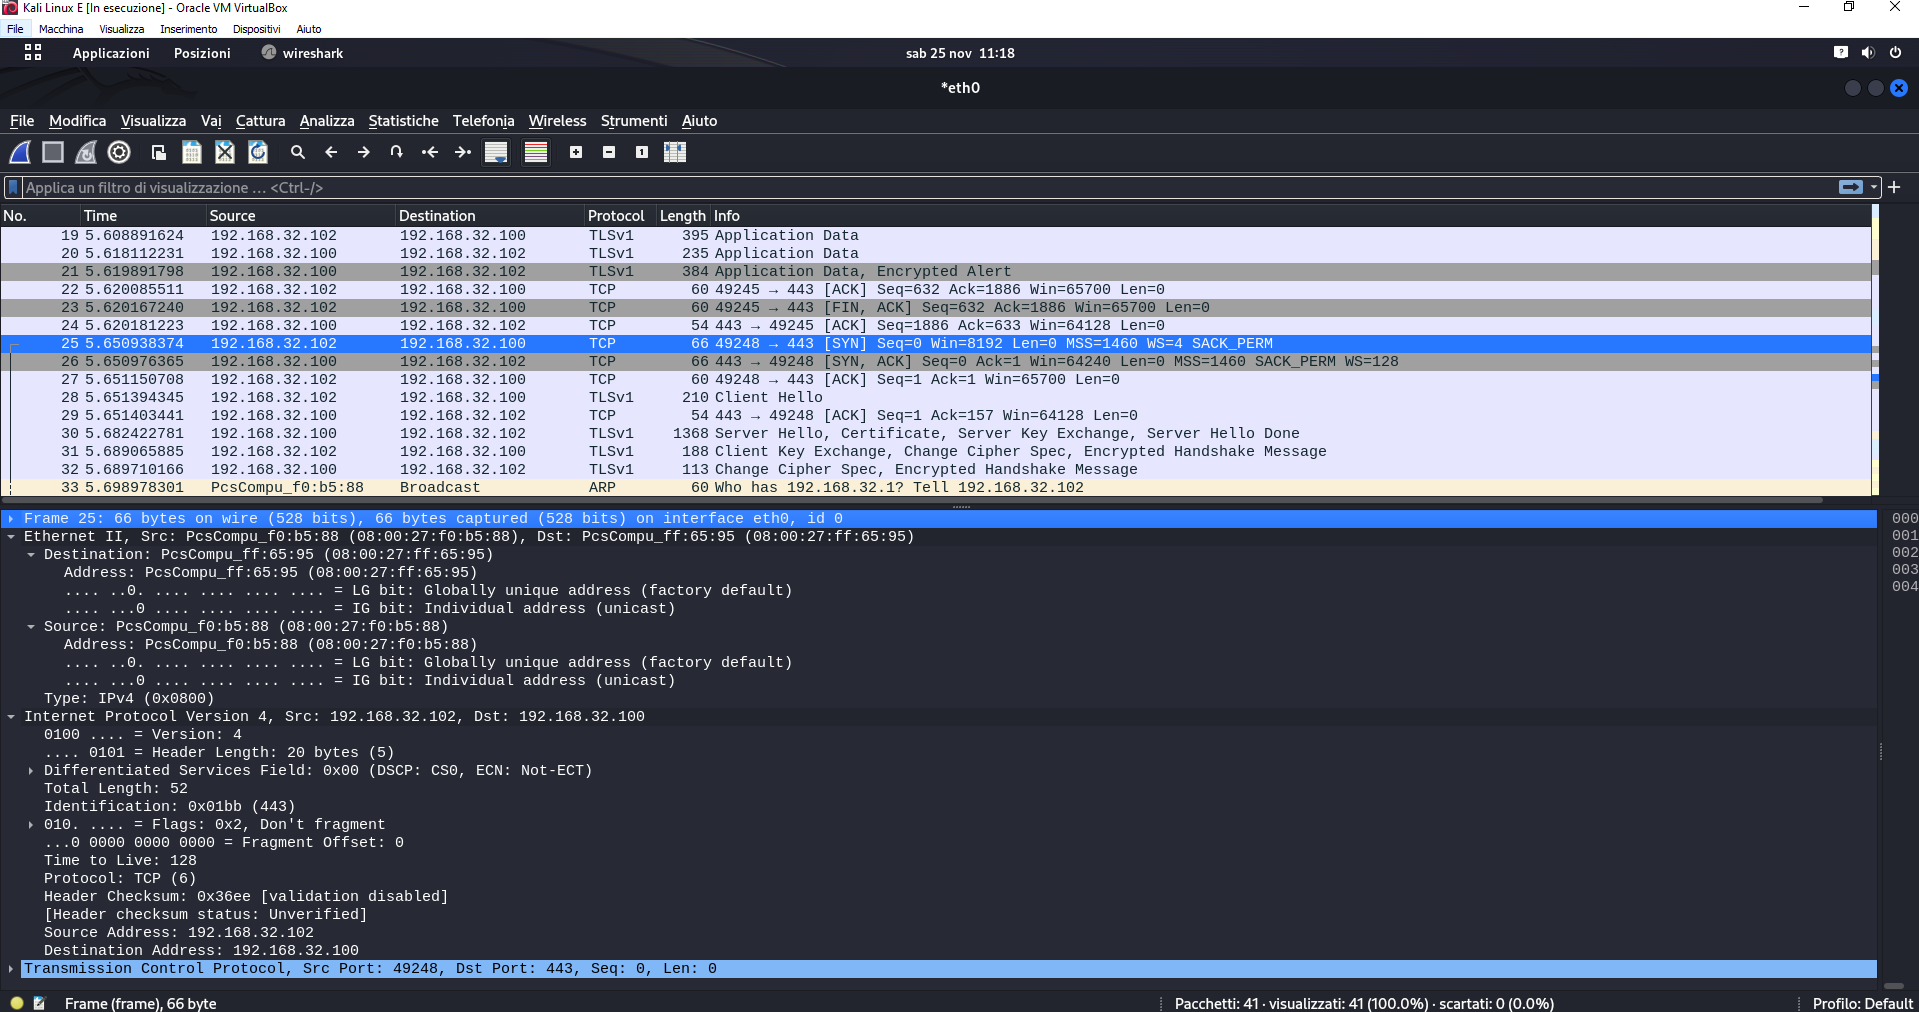 Kali Linux E [In esecuzione] - Oracle VM VirtualBox
File Macchina Visualizza Inserimento Dispositivi Aiuto
Applicazioni Posizioni wireshark sab 25 nov 11:18
*eth0
File Modifica Visualizza Vai Cattura Analizza Statistiche Telefonia Wireless Strumenti Aiuto
Applica un filtro di visualizzazione … <Ctrl-/>
No. Time Source Destination Protocol Length Info
19 5.608891624 192.168.32.102 192.168.32.100 TLSv1 395 Application Data
20 5.618112231 192.168.32.100 192.168.32.102 TLSv1 235 Application Data
21 5.619891798 192.168.32.100 192.168.32.102 TLSv1 384 Application Data, Encrypted Alert
22 5.620085511 192.168.32.102 192.168.32.100 TCP 60 49245 → 443 [ACK] Seq=632 Ack=1886 Win=65700 Len=0
23 5.620167240 192.168.32.102 192.168.32.100 TCP 60 49245 → 443 [FIN, ACK] Seq=632 Ack=1886 Win=65700 Len=0
24 5.620181223 192.168.32.100 192.168.32.102 TCP 54 443 → 49245 [ACK] Seq=1886 Ack=633 Win=64128 Len=0
25 5.650938374 192.168.32.102 192.168.32.100 TCP 66 49248 → 443 [SYN] Seq=0 Win=8192 Len=0 MSS=1460 WS=4 SACK_PERM
26 5.650976365 192.168.32.100 192.168.32.102 TCP 66 443 → 49248 [SYN, ACK] Seq=0 Ack=1 Win=64240 Len=0 MSS=1460 SACK_PERM WS=128
27 5.651150708 192.168.32.102 192.168.32.100 TCP 60 49248 → 443 [ACK] Seq=1 Ack=1 Win=65700 Len=0
28 5.651394345 192.168.32.102 192.168.32.100 TLSv1 210 Client Hello
29 5.651403441 192.168.32.100 192.168.32.102 TCP 54 443 → 49248 [ACK] Seq=1 Ack=157 Win=64128 Len=0
30 5.682422781 192.168.32.100 192.168.32.102 TLSv1 1368 Server Hello, Certificate, Server Key Exchange, Server Hello Done
31 5.689065885 192.168.32.102 192.168.32.100 TLSv1 188 Client Key Exchange, Change Cipher Spec, Encrypted Handshake Message
32 5.689710166 192.168.32.100 192.168.32.102 TLSv1 113 Change Cipher Spec, Encrypted Handshake Message
33 5.698978301 PcsCompu_f0:b5:88 Broadcast ARP 60 Who has 192.168.32.1? Tell 192.168.32.102
Frame 25: 66 bytes on wire (528 bits), 66 bytes captured (528 bits) on interface eth0, id 0 000
Ethernet II, Src: PcsCompu_f0:b5:88 (08:00:27:f0:b5:88), Dst: PcsCompu_ff:65:95 (08:00:27:ff:65:95) 001
Destination: PcsCompu_ff:65:95 (08:00:27:ff:65:95) 002
Address: PcsCompu_ff:65:95 (08:00:27:ff:65:95) 003
.... ..0. .... .... .... .... = LG bit: Globally unique address (factory default) 004
.... ...0 .... .... .... .... = IG bit: Individual address (unicast)
Source: PcsCompu_f0:b5:88 (08:00:27:f0:b5:88)
Address: PcsCompu_f0:b5:88 (08:00:27:f0:b5:88)
.... ..0. .... .... .... .... = LG bit: Globally unique address (factory default)
.... ...0 .... .... .... .... = IG bit: Individual address (unicast)
Type: IPv4 (0x0800)
Internet Protocol Version 4, Src: 192.168.32.102, Dst: 192.168.32.100
0100 .... = Version: 4
.... 0101 = Header Length: 20 bytes (5)
Differentiated Services Field: 0x00 (DSCP: CS0, ECN: Not-ECT)
Total Length: 52
Identification: 0x01bb (443)
010. .... = Flags: 0x2, Don't fragment
...0 0000 0000 0000 = Fragment Offset: 0
Time to Live: 128
Protocol: TCP (6)
Header Checksum: 0x36ee [validation disabled]
[Header checksum status: Unverified]
Source Address: 192.168.32.102
Destination Address: 192.168.32.100
Transmission Control Protocol, Src Port: 49248, Dst Port: 443, Seq: 0, Len: 0
Frame (frame), 66 byte Pacchetti: 41 · visualizzati: 41 (100.0%) · scartati: 0 (0.0%) Profilo: Default